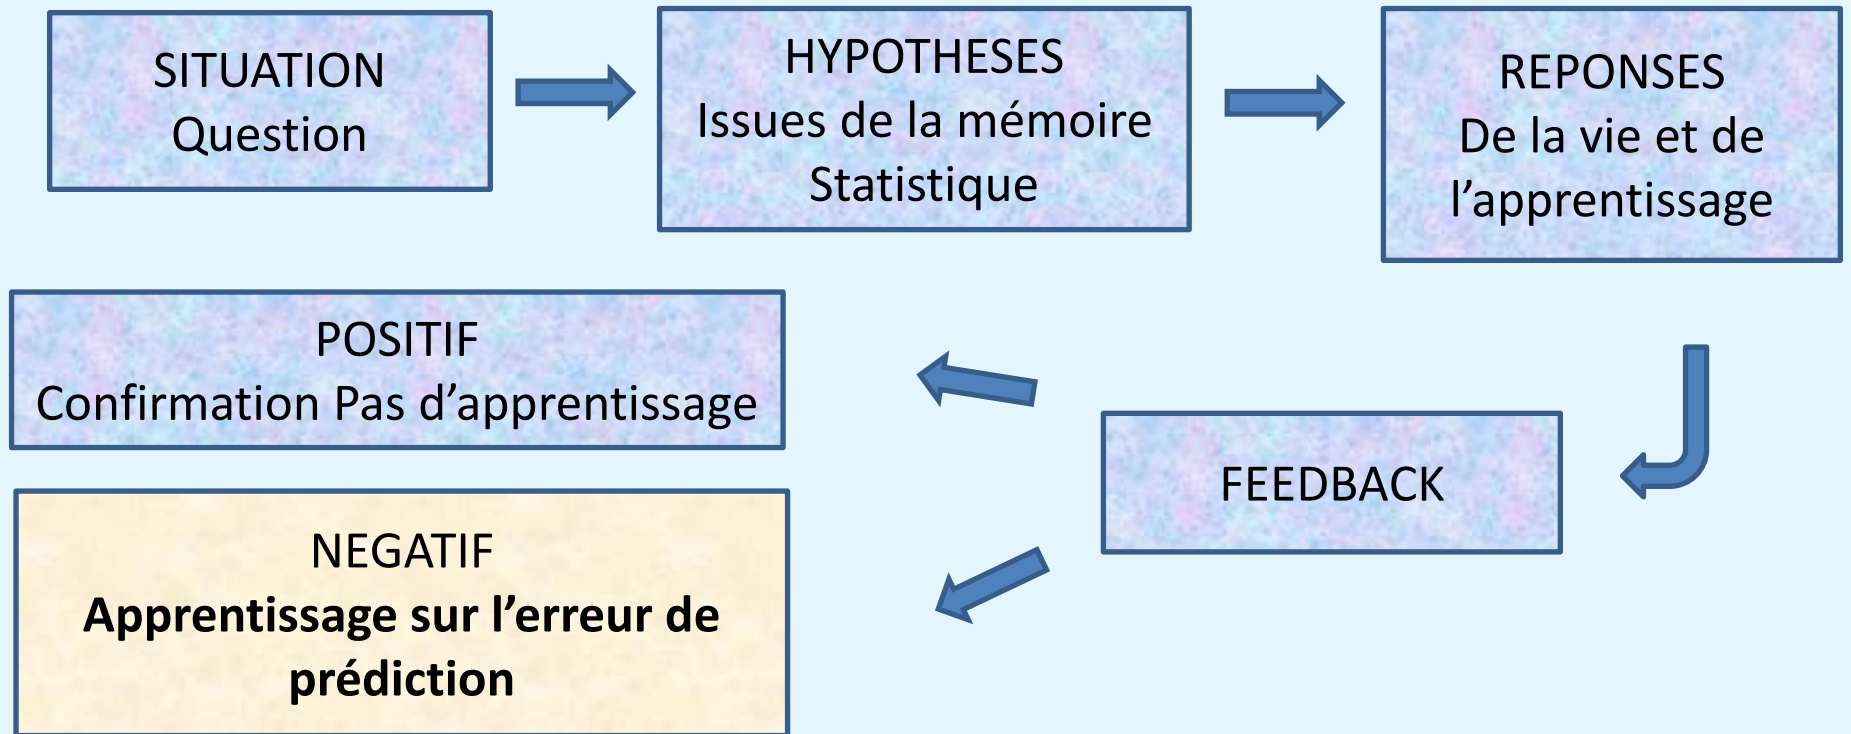 SITUATION
Question
HYPOTHESES
Issues de la mémoire
Statistique
REPONSES
De la vie et de
l’apprentissage
POSITIF
Confirmation Pas d’apprentissage
FEEDBACK
NEGATIF
Apprentissage sur l’erreur de
prédiction